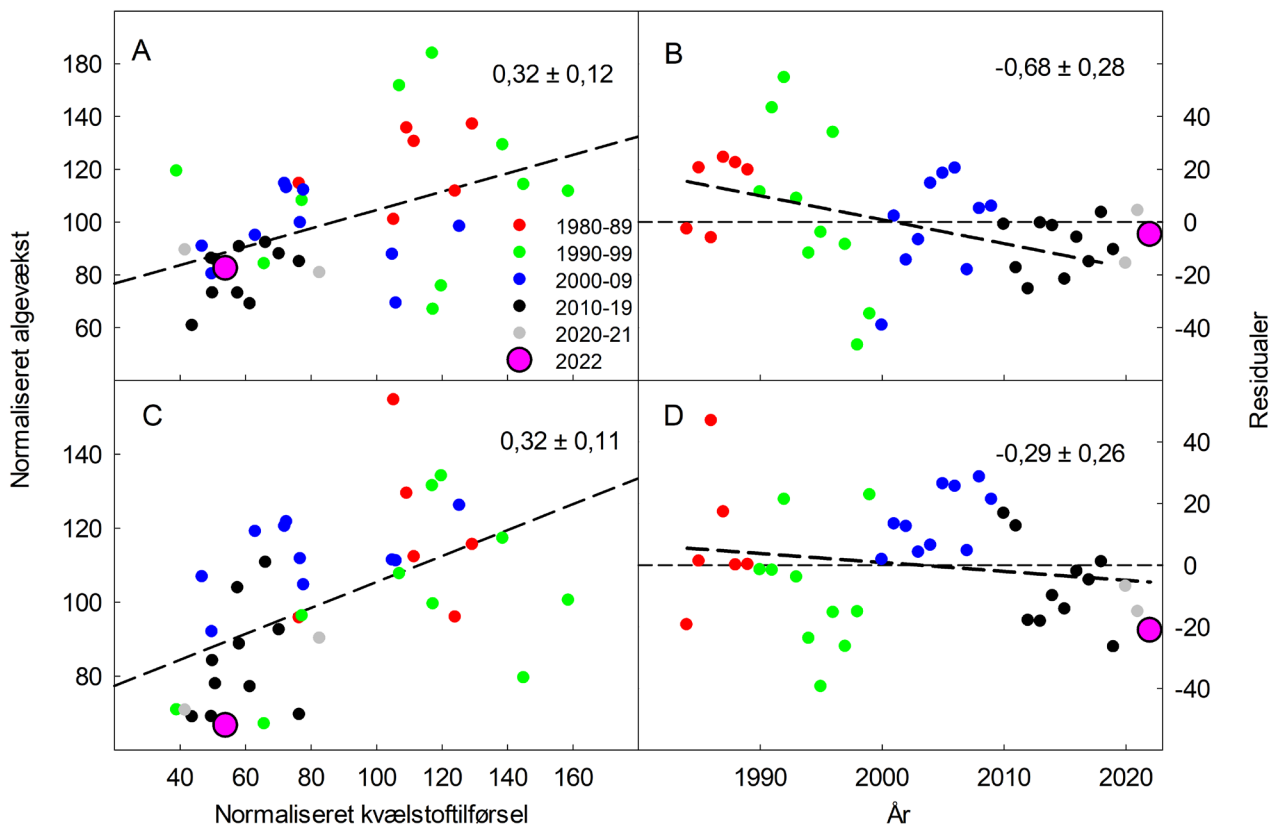 Normaliseret algevækst
A
0,32 ± 0,12
180
160
140
120
100
80
60
1980-89
1990-99
2000-09
2010-19
2020-21
2022
B
-0,68 ± 0,28
40
20
0
-20
-40
Residualer
C
0,32 ± 0,11
140
120
100
80
40 60 80 100 120 140 160
Normaliseret kvælstoftilførsel
D
-0,29 ± 0,26
40
20
0
-20
-40
1990 2000 2010 2020
År